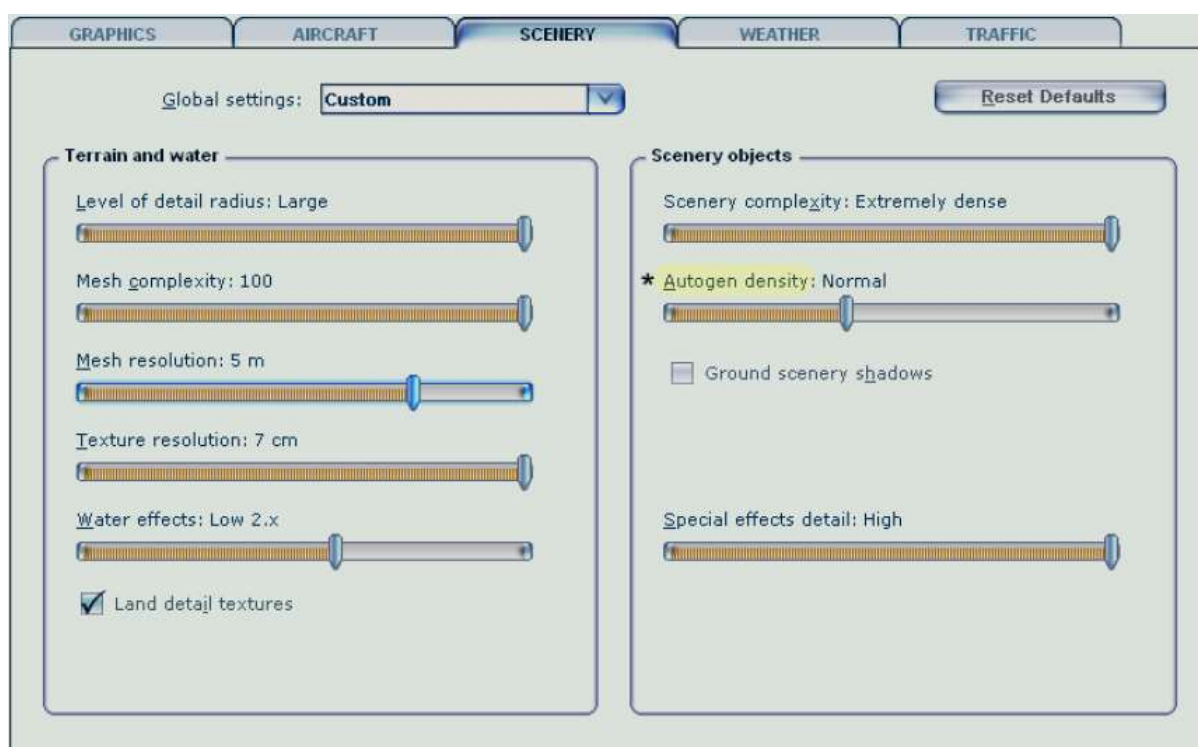 GRAPHICS AIRCRAFT SCENERY WEATHER TRAFFIC
Global settings: Custom Reset Defaults
Terrain and water
Level of detail radius: Large
Mesh complexity: 100
Mesh resolution: 5 m
Texture resolution: 7 cm
Water effects: Low 2.x
Land detail textures
Scenery objects
Scenery complexity: Extremely dense
* Autogen density: Normal
Ground scenery shadows
Special effects detail: High